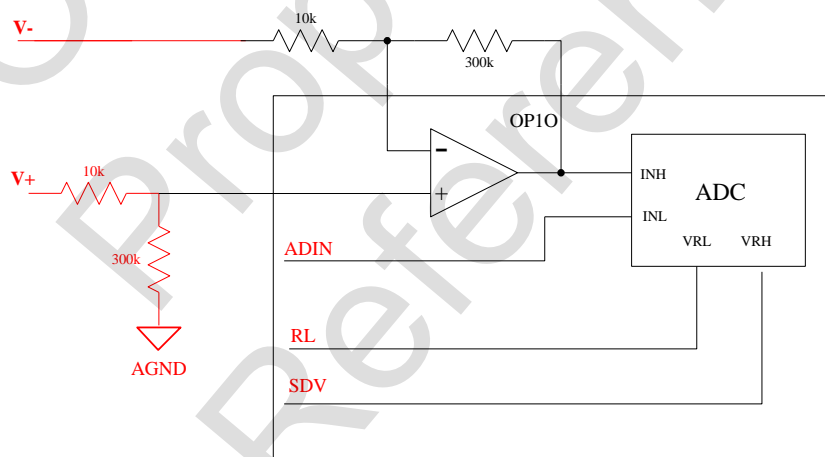 V-
10k
300k
OP1O
-
10k
V+
+
INH
ADC
INL
VRL VRH
ADIN
300k
RL
AGND
SDV